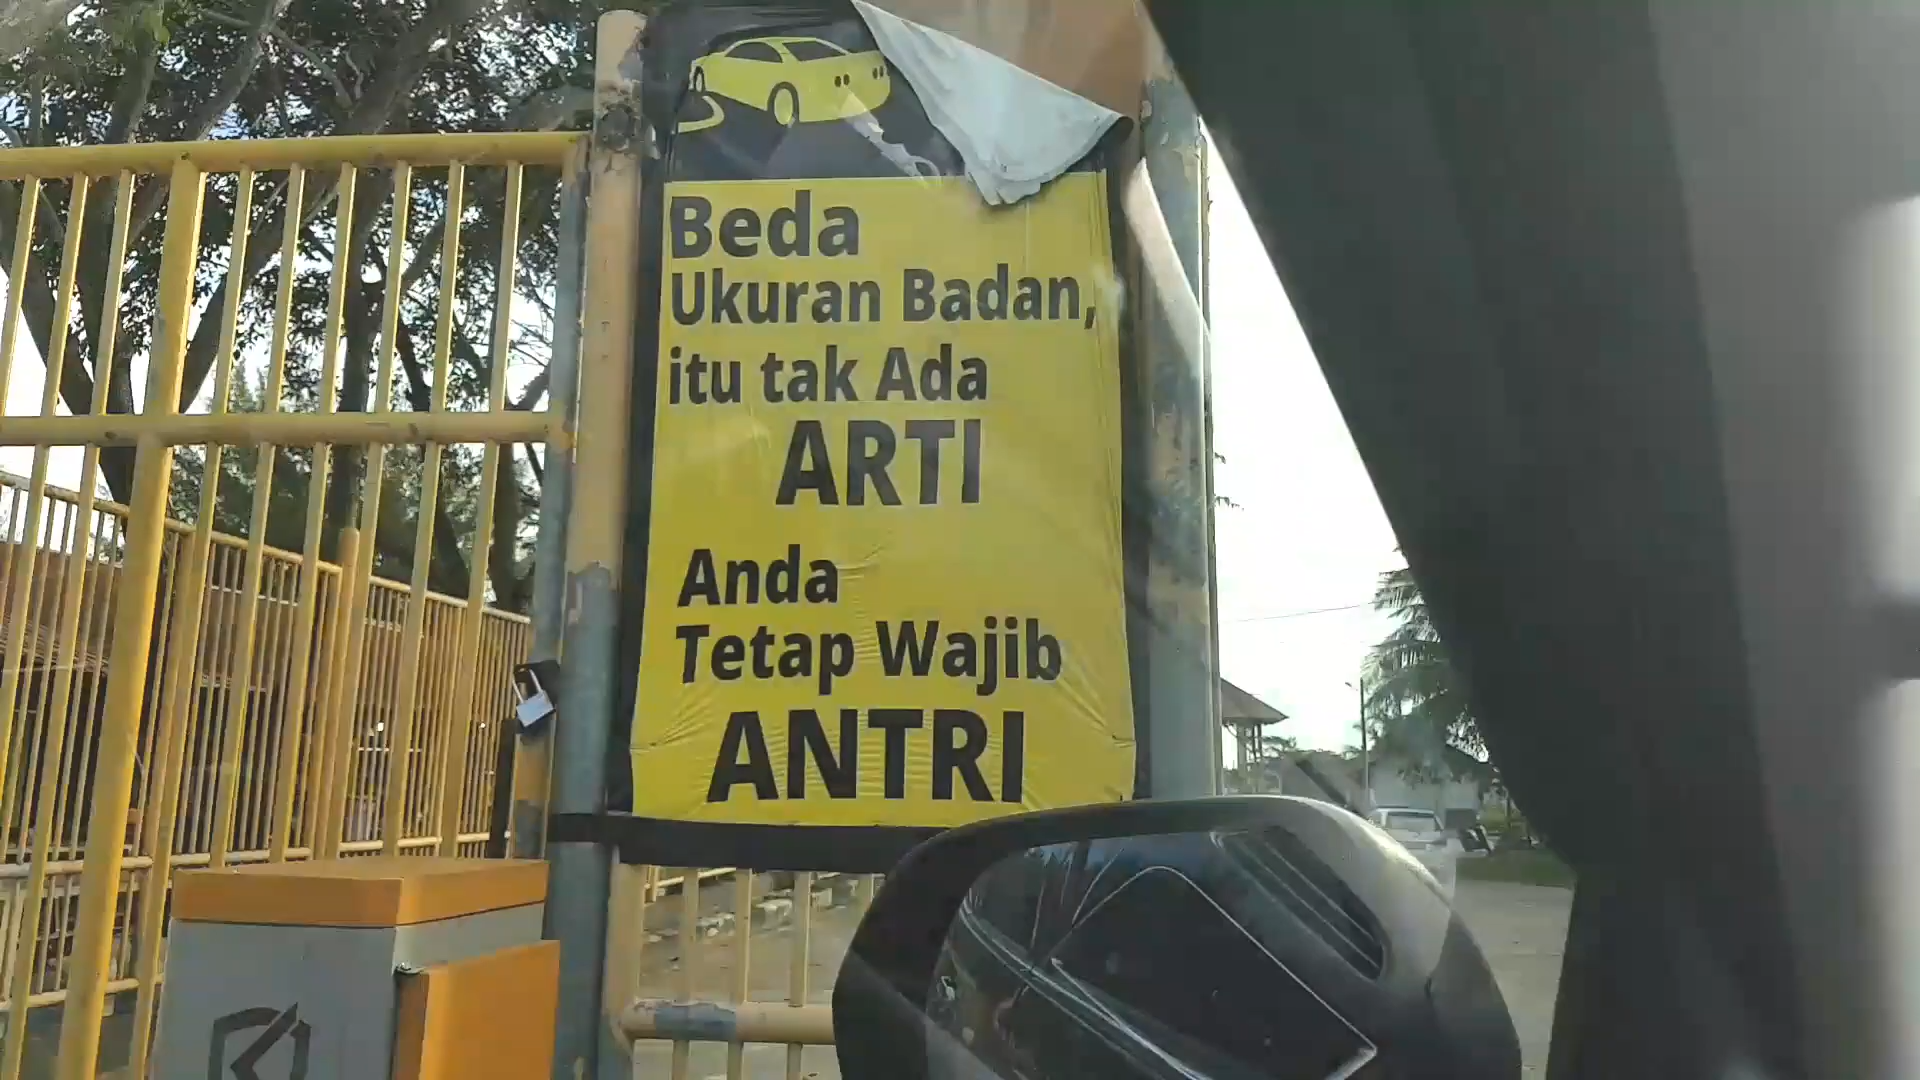 Beda
Ukuran Badan,
itu tak Ada
ARTI
Anda
Tetap Wajib
ANTRI